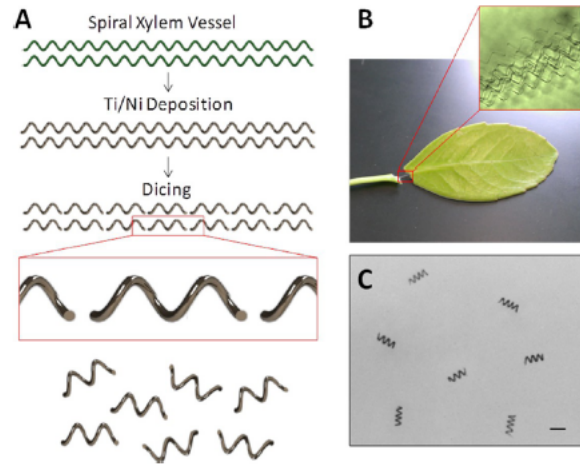 A
Spiral Xylem Vessel
Ti/Ni Deposition
Dicing
B
C